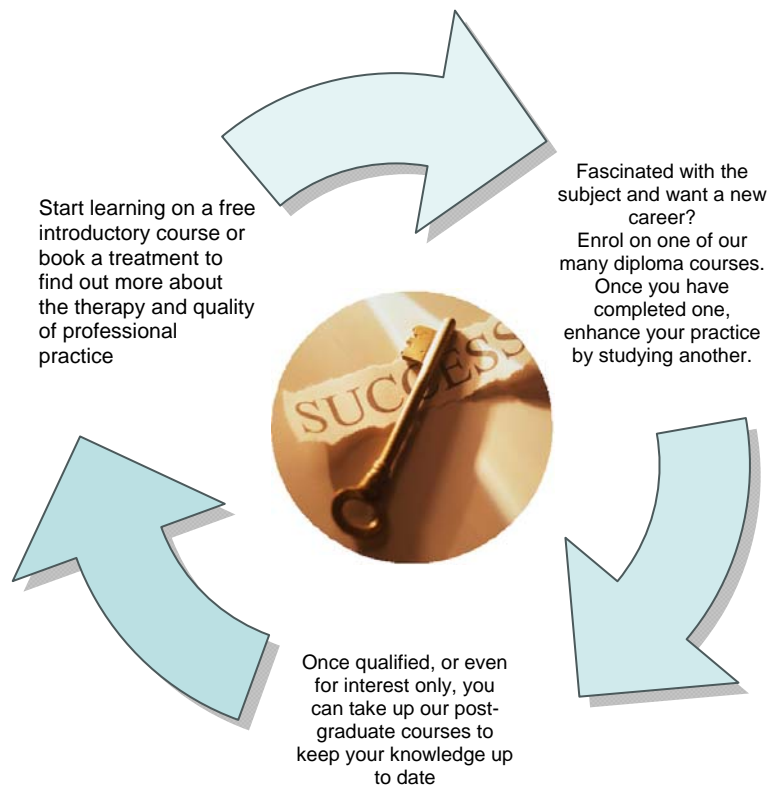 Start learning on a free
introductory course or
book a treatment to
find out more about
the therapy and quality
of professional
practice
Fascinated with the
subject and want a new
career?
Enrol on one of our
many diploma courses.
Once you have
completed one,
enhance your practice
by studying another.
SUCCESS
Once qualified, or even
for interest only, you
can take up our post-
graduate courses to
keep your knowledge up
to date